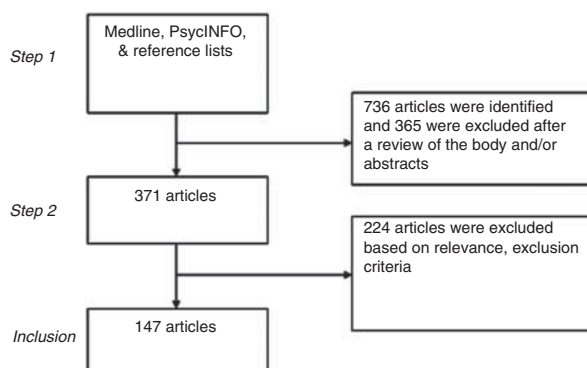 Step 1
Medline, PsycINFO,
& reference lists
736 articles were identified
and 365 were excluded after
a review of the body and/or
abstracts
Step 2
371 articles
224 articles were excluded
based on relevance, exclusion
criteria
Inclusion
147 articles